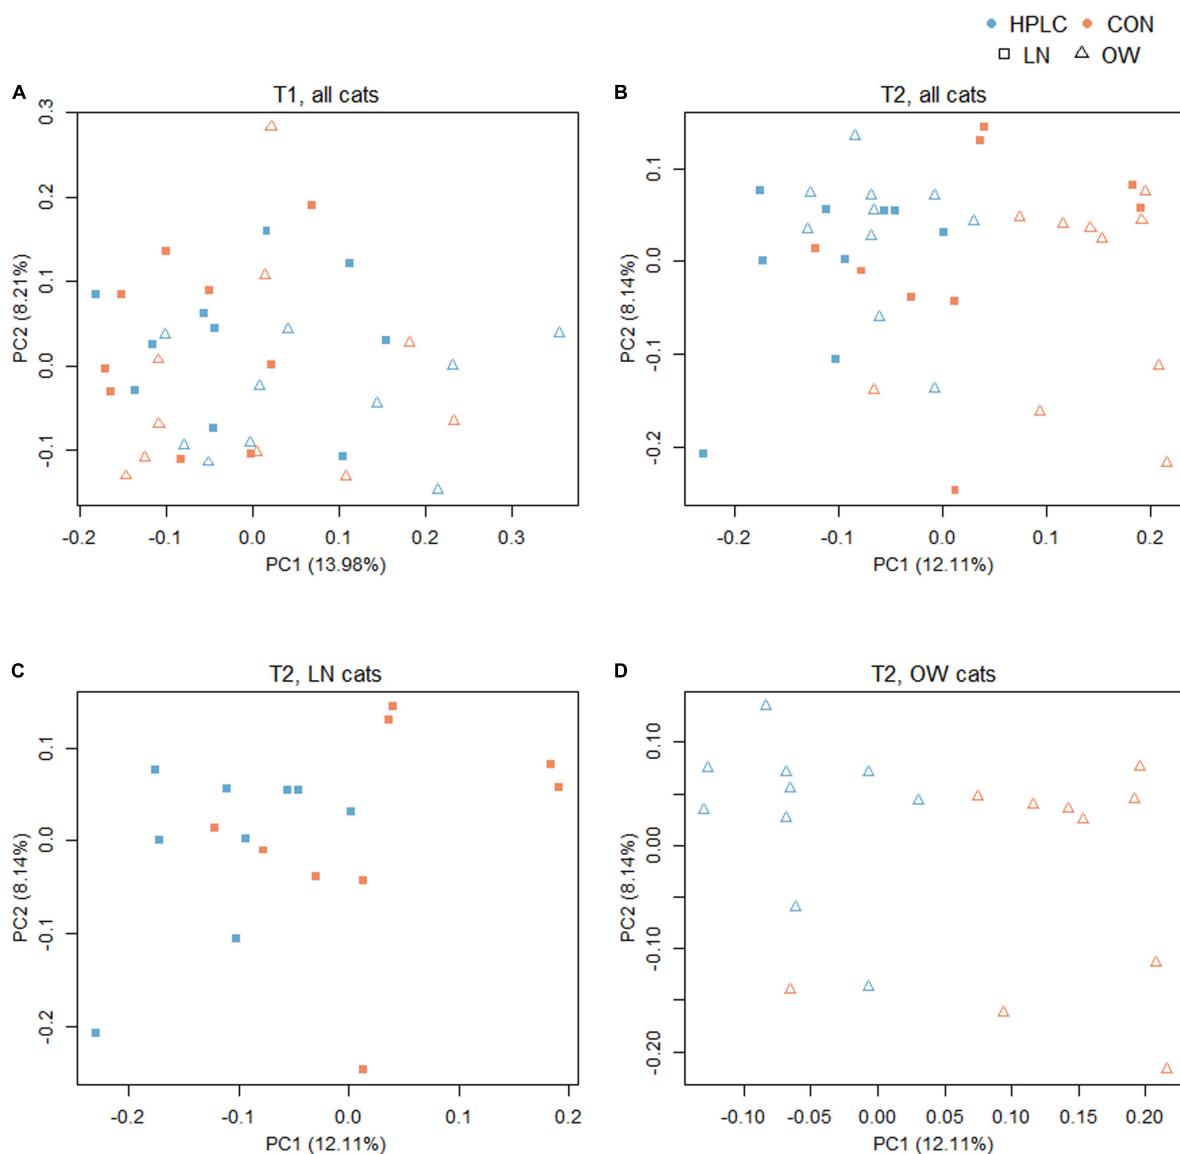 HPLC CON
LN OW
A
T1, all cats
0.3
0.2
0.1
0.0
-0.1
PC2 (8.21%)
-0.2 -0.1 0.0 0.1 0.2 0.3
PC1 (13.98%)
B
T2, all cats
0.1
0.0
-0.1
-0.2
PC2 (8.14%)
-0.2 -0.1 0.0 0.1 0.2
PC1 (12.11%)
C
T2, LN cats
0.1
0.0
-0.1
-0.2
PC2 (8.14%)
-0.2 -0.1 0.0 0.1 0.2
PC1 (12.11%)
D
T2, OW cats
0.10
0.00
-0.10
-0.20
PC2 (8.14%)
-0.10 -0.05 0.00 0.05 0.10 0.15 0.20
PC1 (12.11%)